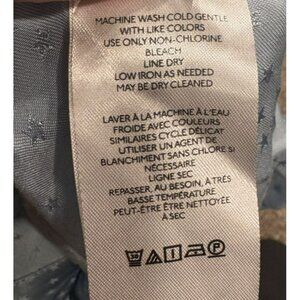 MACHINE WASH COLD GENTLE
WITH LIKE COLORS
USE ONLY NON-CHLORINE
BLEACH
LINE DRY
LOW IRON AS NEEDED
MAY BE DRY CLEANED
LAVER À LA MACHINE À L'EAU
FROIDE AVEC COULEURS
SIMILAIRES CYCLE DÉLICAT
UTILISER UN AGENT DE
BLANCHIMENT SANS CHLORE SI
NÉCESSAIRE
LIGNE SEC
REPASSER, AU BESOIN, À TRÈS
BASSE TEMPÉRATURE
PEUT-ÊTRE ÊTRE NETTOYÉE
À SEC
30 P